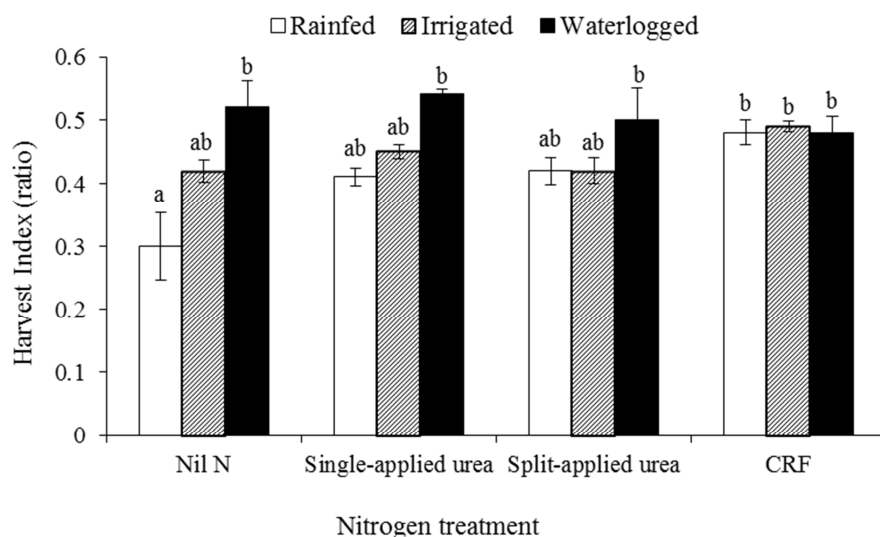 Rainfed Irrigated Waterlogged
0.6
0.5
0.4
0.3
0.2
0.1
0
Harvest Index (ratio)
a ab b
ab ab b
ab ab b
b b b
Nil N Single-applied urea Split-applied urea CRF
Nitrogen treatment